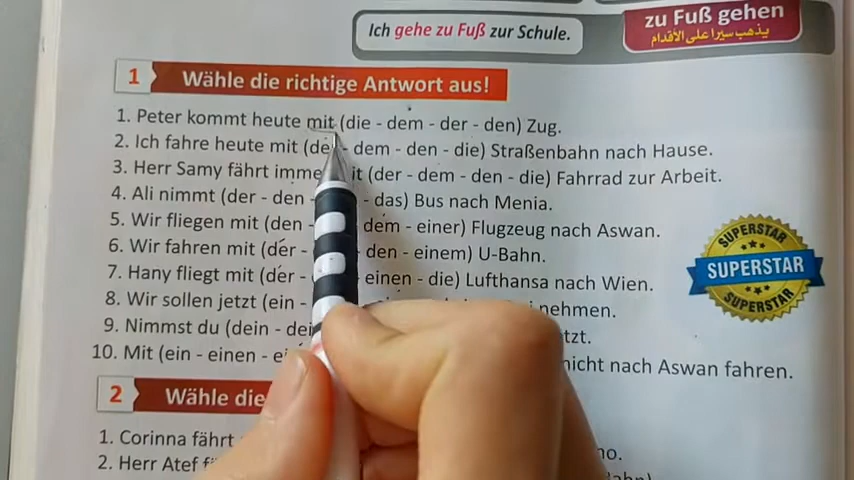 Ich gehe zu Fuß zur Schule.
zu Fuß gehen
يذهب سيرا على الأقدام
1 Wähle die richtige Antwort aus!
1. Peter kommt heute mit (die - dem - der - den) Zug.
2. Ich fahre heute mit - dem - den - die) Straßenbahn nach Hause.
3. Herr Samy fährt (der - dem - den - die) Fahrrad zur Arbeit.
4. Ali nimmt (der - den - das) Bus nach Menia.
5. Wir fliegen mit (den - dem - einer) Flugzeug nach Aswan.
6. Wir fahren mit (der - den - einem) U-Bahn.
7. Hany fliegt mit (der - einen - die) Lufthansa nach Wien.
8. Wir sollen jetzt (ein - nehmen.
9. Nimmst du (dein -
10. Mit (ein - einen - nicht nach Aswan fahren.
SUPERSTAR
SUPERSTAR
SUPERSTAR
2 Wähle die
1. Corinna fährt
2. Herr Atef